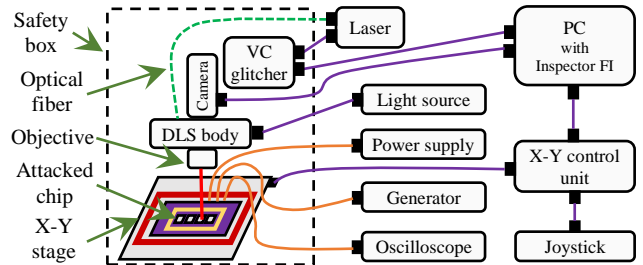 Safety
box
Optical
fiber
Objective
Attacked
chip
X-Y
stage
Camera
VC
glitcher
DLS body
Laser
Light source
Power supply
Generator
Oscilloscope
PC
with
Inspector FI
X-Y control
unit
Joystick